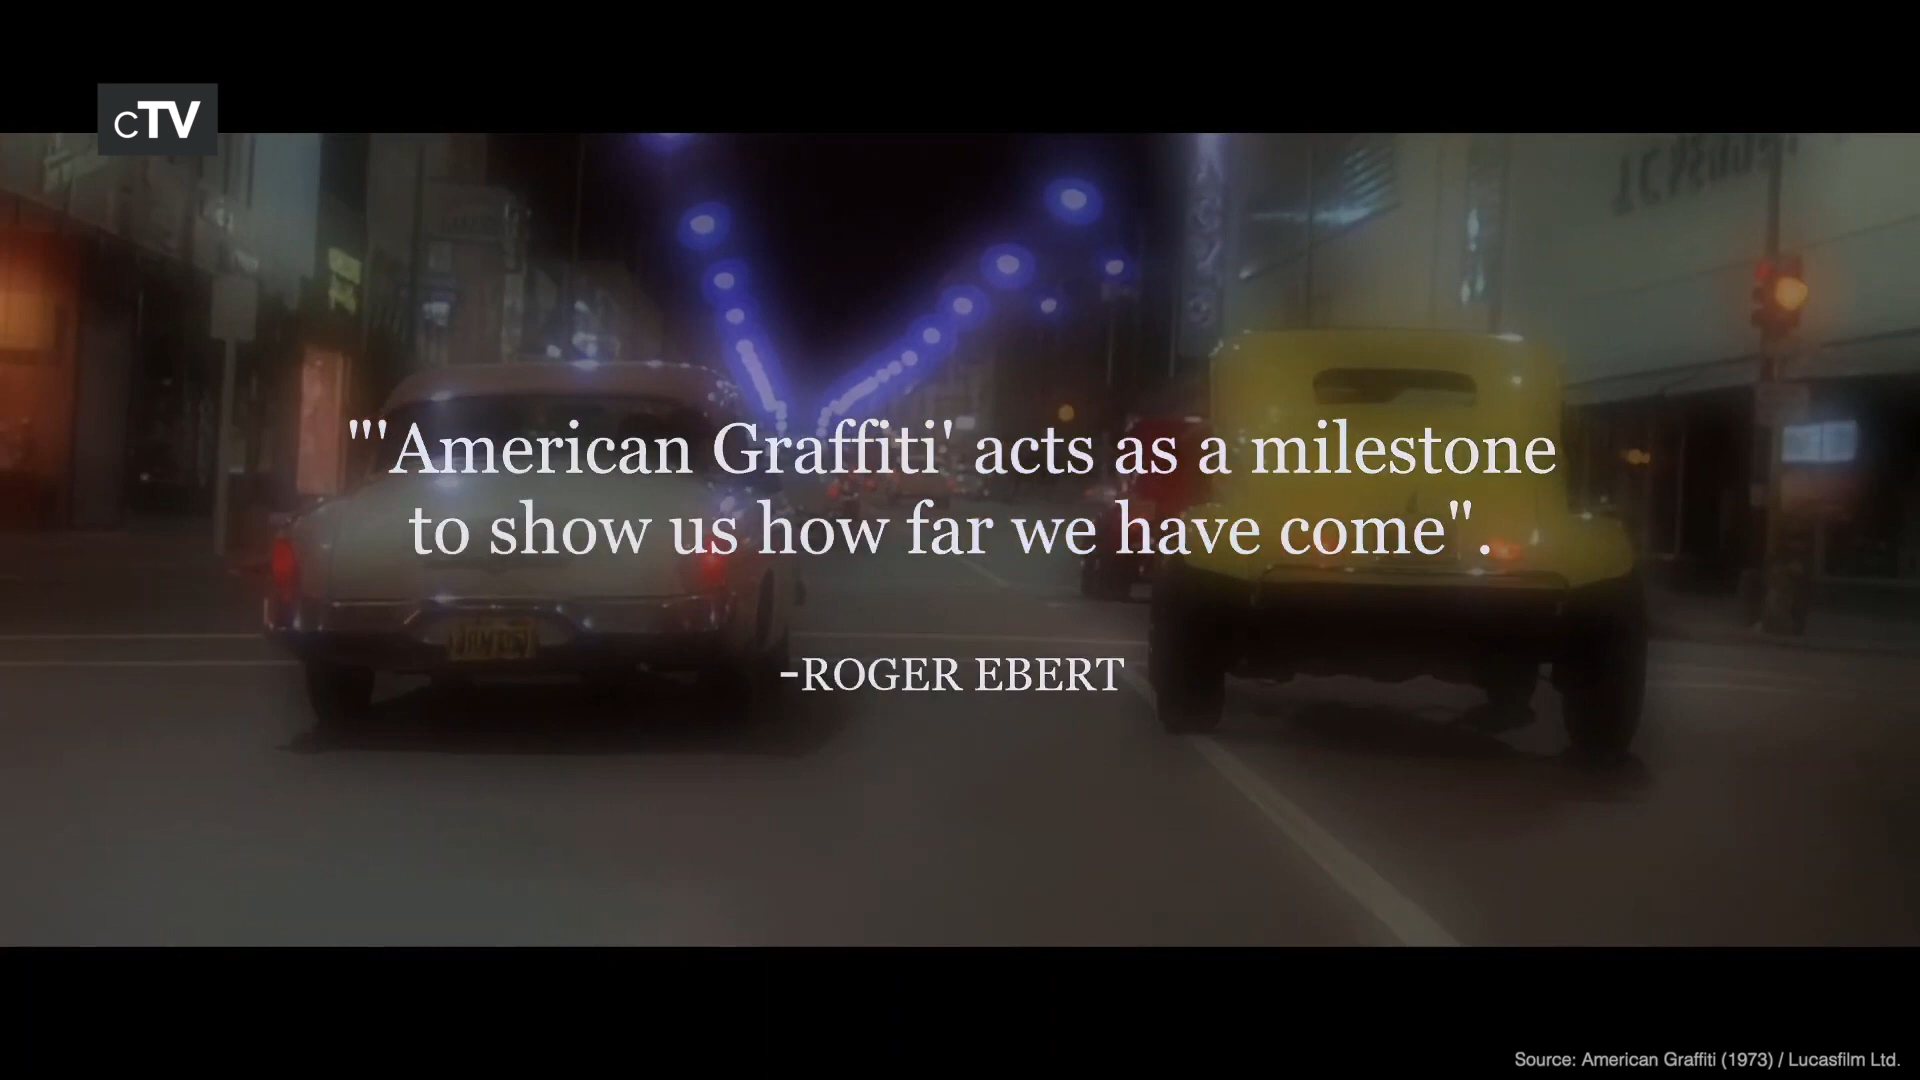 cTV
"'American Graffiti' acts as a milestone
to show us how far we have come".
-ROGER EBERT
Source: American Graffiti (1973) / Lucasfilm Ltd.